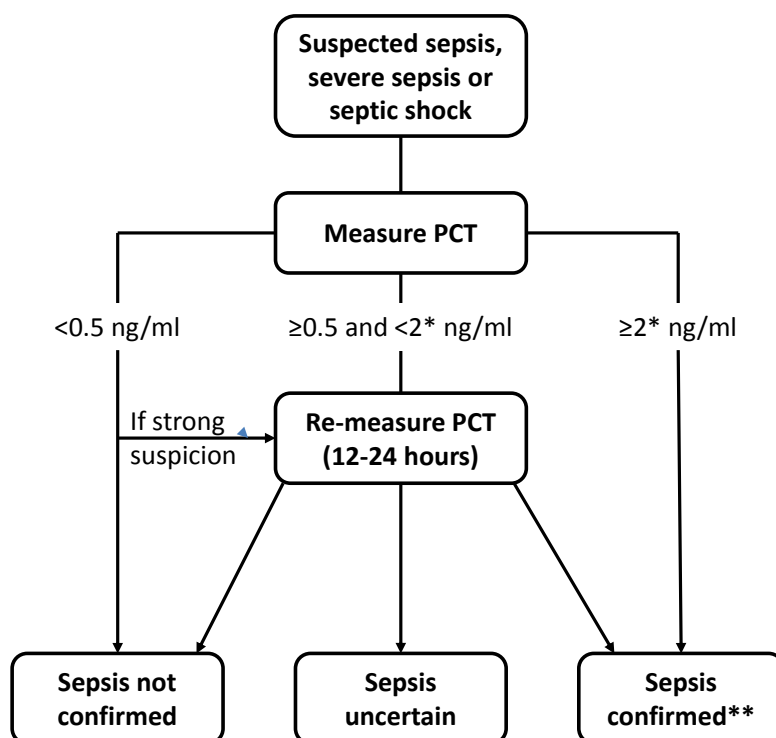 Suspected sepsis,
severe sepsis or
septic shock
Measure PCT
<0.5 ng/ml
≥0.5 and <2* ng/ml
≥2* ng/ml
If strong
suspicion
Re-measure PCT
(12-24 hours)
Sepsis not
confirmed
Sepsis
uncertain
Sepsis
confirmed**